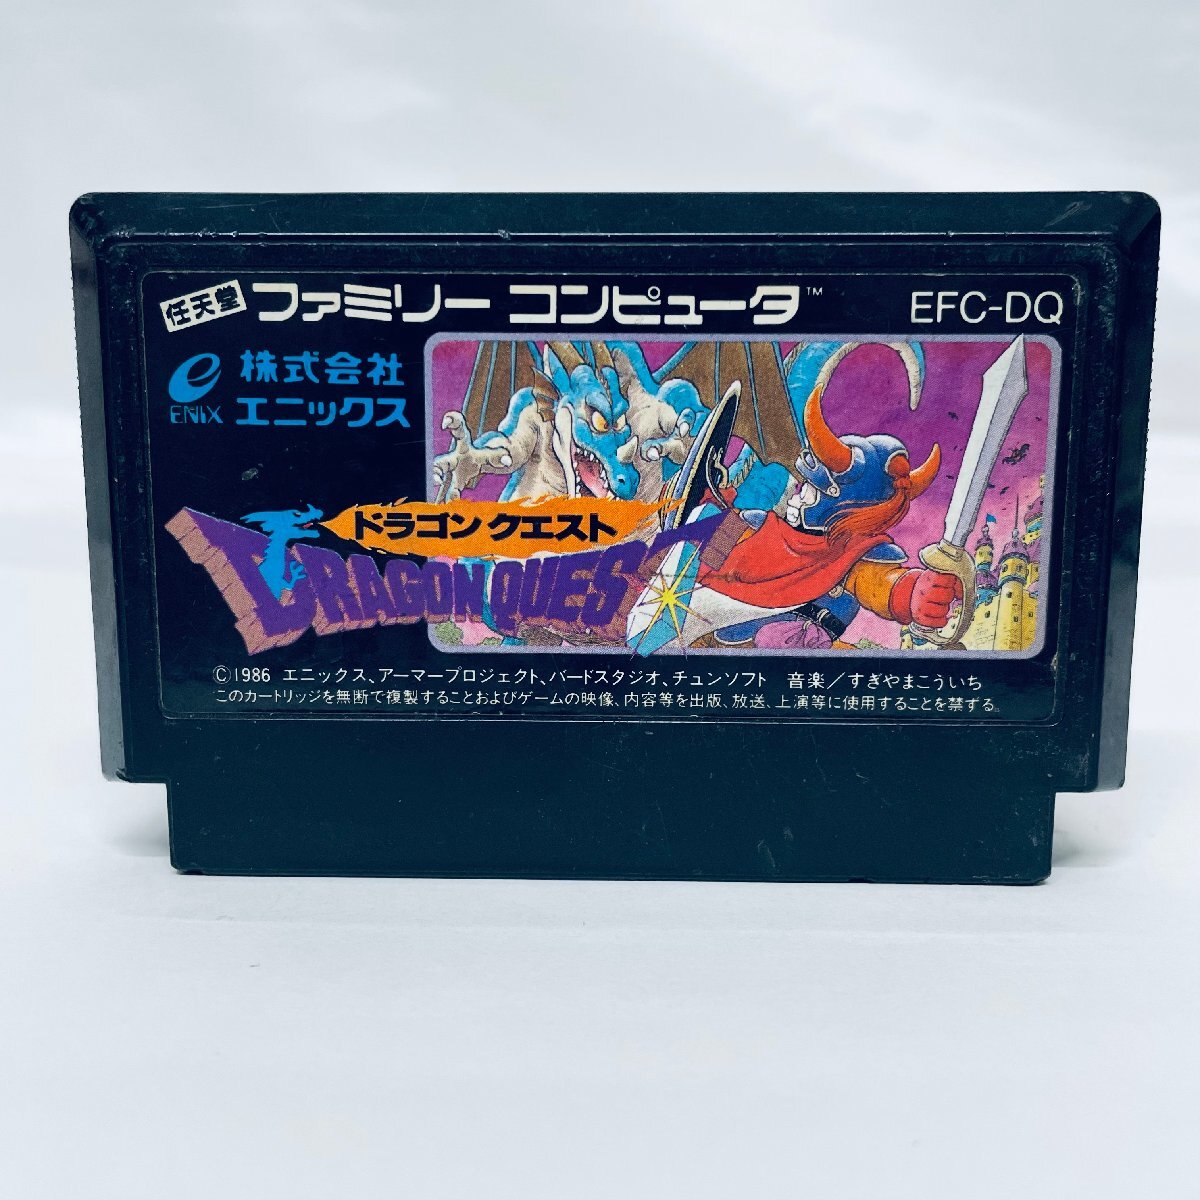 任天堂 ファミリー コンピュータ™ EFC-DQ
株式会社
ENIX エニックス
ドラゴンクエスト
DRAGON QUEST
©1986 エニックス、アーマープロジェクト、バードスタジオ、チュンソフト 音楽/すぎやまこういち
このカートリッジを無断で複製することおよびゲームの映像、内容等を出版、放送、上演等に使用することを禁ずる。